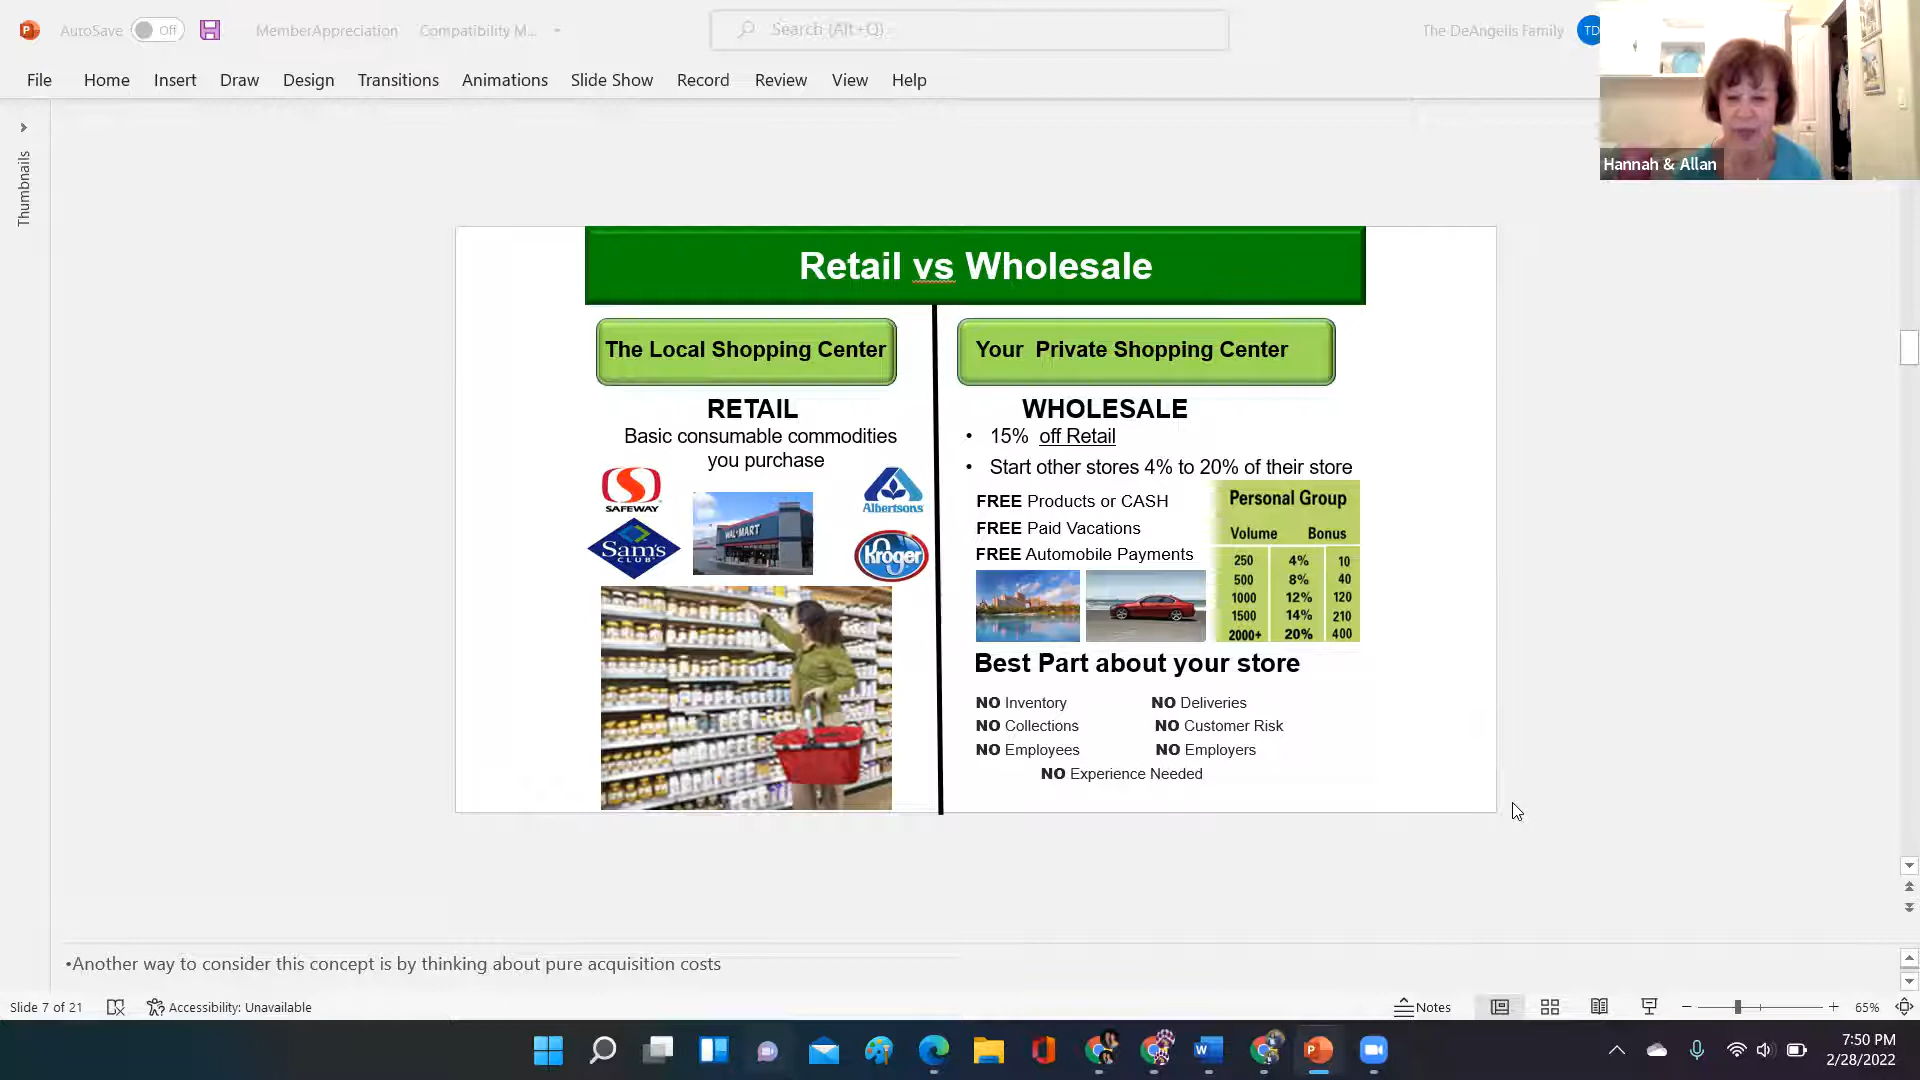 AutoSave Off MemberAppreciation Compatibility M... Search (Alt+Q) The DeAngelis Family TD
File Home Insert Draw Design Transitions Animations Slide Show Record Review View Help
Hannah & Allan
Thumbnails
Retail vs Wholesale
The Local Shopping Center
RETAIL
Basic consumable commodities
you purchase
SAFEWAY
Albertsons
WAL*MART
Sam's
CLUB
Kroger
Your Private Shopping Center
WHOLESALE
• 15% off Retail
• Start other stores 4% to 20% of their store
FREE Products or CASH
FREE Paid Vacations
FREE Automobile Payments
Personal Group
Volume Bonus
250 4% 10
500 8% 40
1000 12% 120
1500 14% 210
2000+ 20% 400
Best Part about your store
NO Inventory NO Deliveries
NO Collections NO Customer Risk
NO Employees NO Employers
NO Experience Needed
•Another way to consider this concept is by thinking about pure acquisition costs
Slide 7 of 21 Accessibility: Unavailable Notes 65%
7:50 PM
2/28/2022